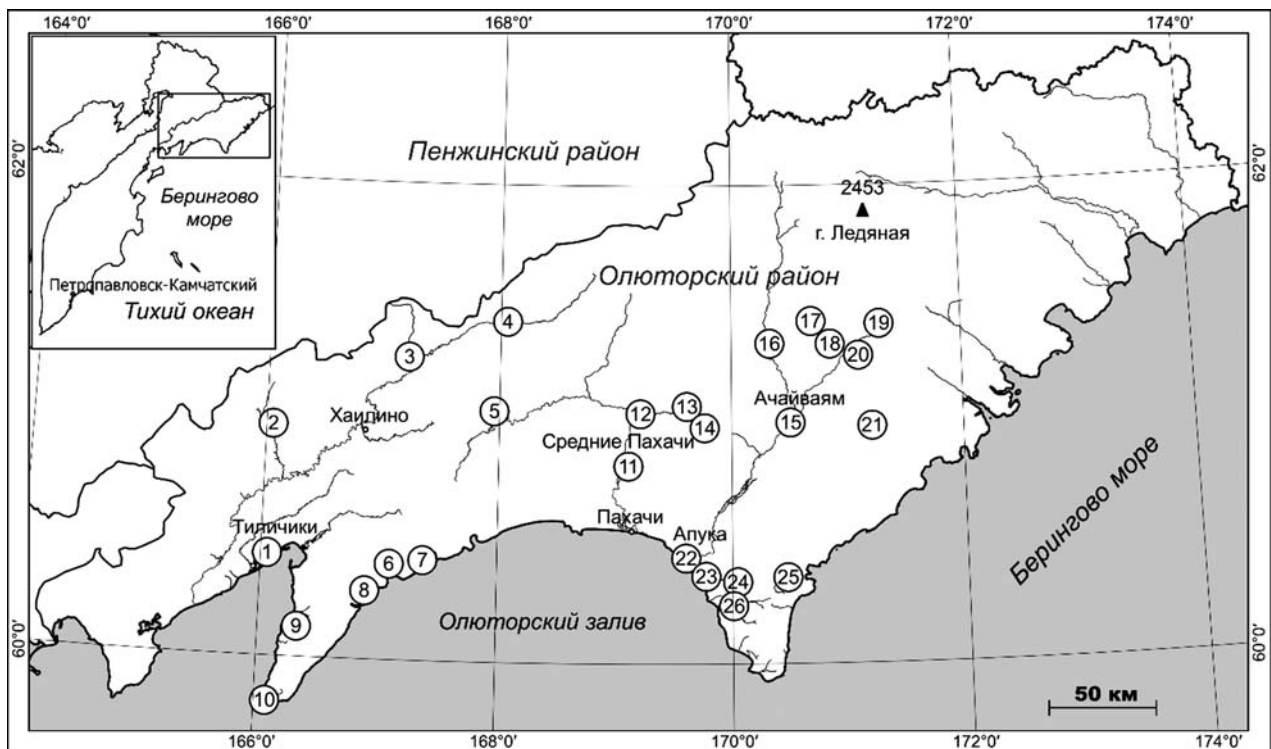 164°0' 166°0' 168°0' 170°0' 172°0' 174°0'
62°0'
62°0'
Пенжинский район
Берингово
море
2453
г. Ледяная
Петропавловск-Камчатский
Тихий океан
Олюторский район
4
17
19
3
16
18
20
Ачайваям
5
13
2
Хаилино
12
14
15
21
Средние Пахачи
11
Берингово море
Тиличики
Пахачи
Апука
1
6
7
22
23
24
25
8
26
9
Олюторский залив
60°0'
60°0'
10
50 км
166°0' 168°0' 170°0' 172°0' 174°0'